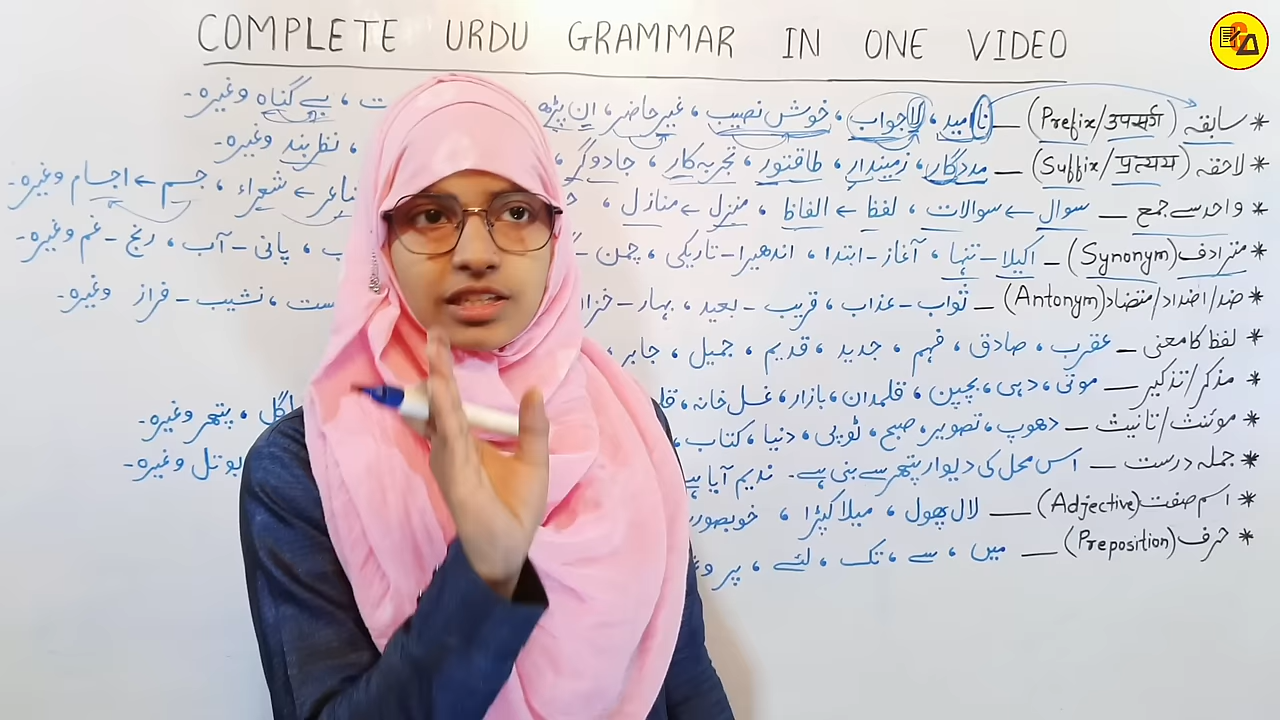 COMPLETE URDU GRAMMAR IN ONE VIDEO
* سابقہ (Prefix/उपसर्ग) — ناامید، لاجواب، خوش نصیب، غیر حاضر، ان پڑھ ، بے گناہ وغیرہ-
* لاحقہ (Suffix/प्रत्यय) — مددگار، زمیندار، طاقتور، تجربہ کار، جادوگر، ، نظر بند وغیرہ-
* واحد سے جمع — سوال ← سوالات، لفظ ← الفاظ، منزل ← منازل، ← شعراء، جسم ← اجسام وغیرہ-
* مترادف (Synonym) — اکیلا-تنہا، آغاز-ابتدا، اندھیرا-تاریکی، چمن- ، پانی-آب، رنج-غم وغیرہ-
* ضد/اضداد/متضاد (Antonym) — ثواب-عذاب، قریب-بعید، بہار- ، نشیب-فراز وغیرہ-
* لفظ کا معنی — عقرب، صادق، فہم، جدید، قدیم، جمیل، جابر،
* مذکر/تذکیر — موتی، دہی، بچپن، قلمدان، بازار، غسل خانہ، ، پتھر وغیرہ-
* موئنث/تانیث — دھوپ، تصویر، صبح، ٹوپی، دنیا، کتاب، بوتل وغیرہ-
* جملہ درست — اس محل کی دیوار پتھر سے بنی ہے۔ ندیم آیا ہے
* اسم صفت (Adjective) — لال پھول، میلا کپڑا،
* حرف (Preposition) — میں، سے، تک، لئے، پر